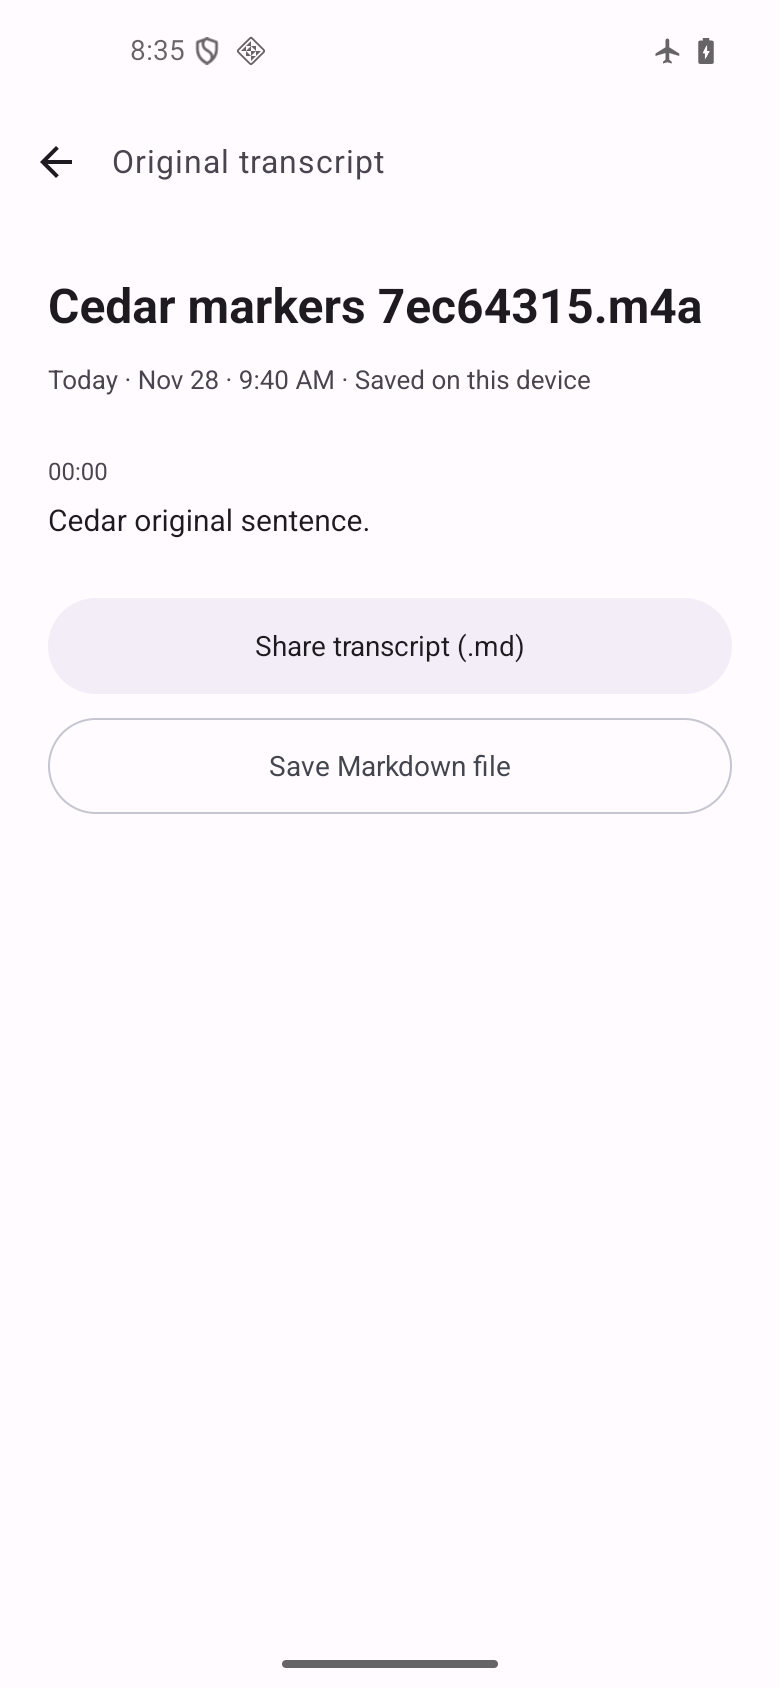 8:35
Original transcript
Cedar markers 7ec64315.m4a
Today · Nov 28 · 9:40 AM · Saved on this device
00:00
Cedar original sentence.
Share transcript (.md)
Save Markdown file